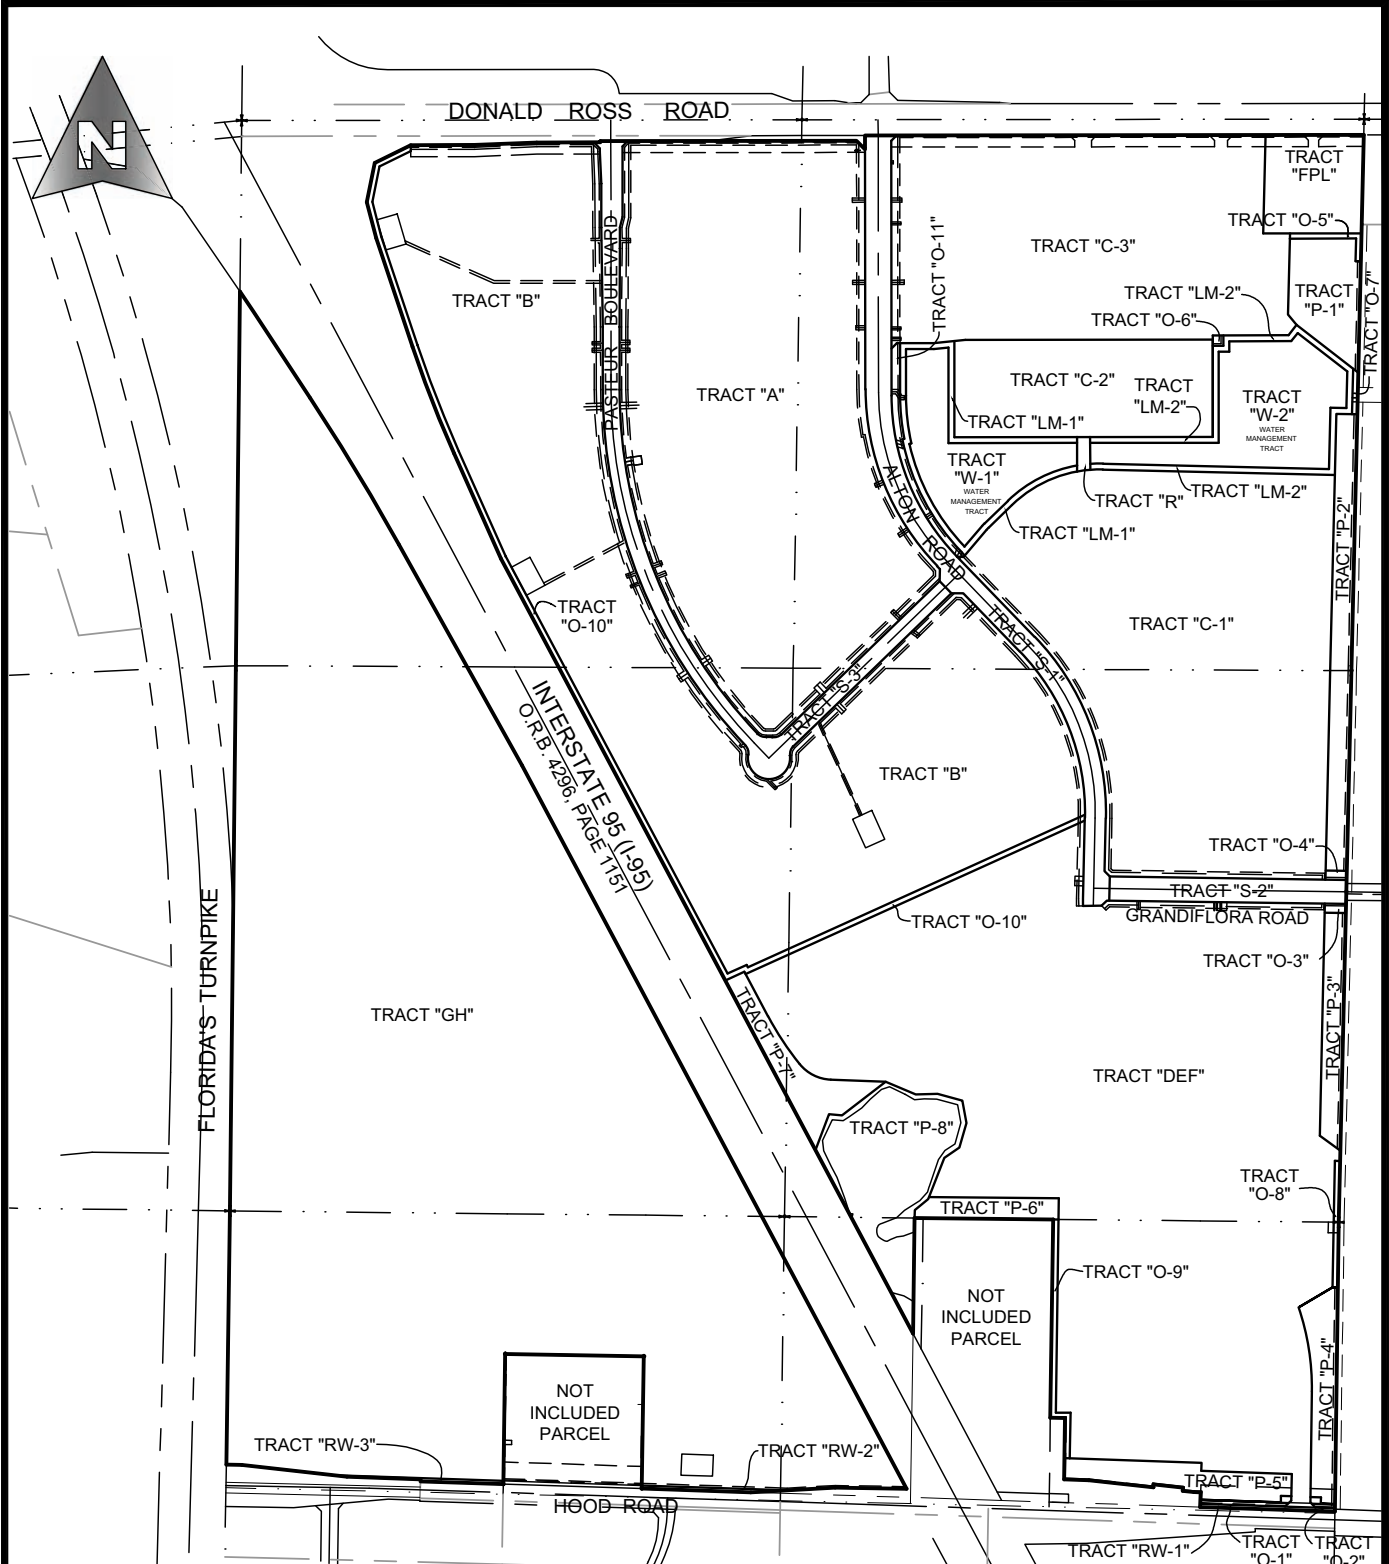 N
DONALD ROSS ROAD
TRACT
"FPL"
TRACT "O-5"
TRACT "C-3"
TRACT "O-11"
PASTEUR BOULEVARD
TRACT "B"
TRACT "LM-2"
TRACT
"P-1"
TRACT "O-7"
TRACT "O-6"
TRACT "A"
TRACT "C-2"
TRACT
"LM-2"
TRACT
"W-2"
WATER
MANAGEMENT
TRACT
TRACT "LM-1"
TRACT
"W-1"
WATER
MANAGEMENT
TRACT
ALTON ROAD
TRACT "R"
TRACT "LM-2"
TRACT "LM-1"
TRACT "P-2"
TRACT
"O-10"
TRACT "C-1"
TRACT "S-1"
TRACT "S-3"
INTERSTATE 95 (I-95)
O.R.B. 4296, PAGE 1151
TRACT "B"
TRACT "O-4"
TRACT "S-2"
GRANDIFLORA ROAD
TRACT "O-10"
TRACT "O-3"
FLORIDA'S TURNPIKE
TRACT "GH"
TRACT "P-7"
TRACT "P-3"
TRACT "DEF"
TRACT "P-8"
TRACT
"O-8"
TRACT "P-6"
TRACT "O-9"
NOT
INCLUDED
PARCEL
TRACT "P-4"
NOT
INCLUDED
PARCEL
TRACT "RW-3"
TRACT "RW-2"
TRACT "P-5"
HOOD ROAD
TRACT "RW-1"
TRACT
"O-1"
TRACT
"O-2"